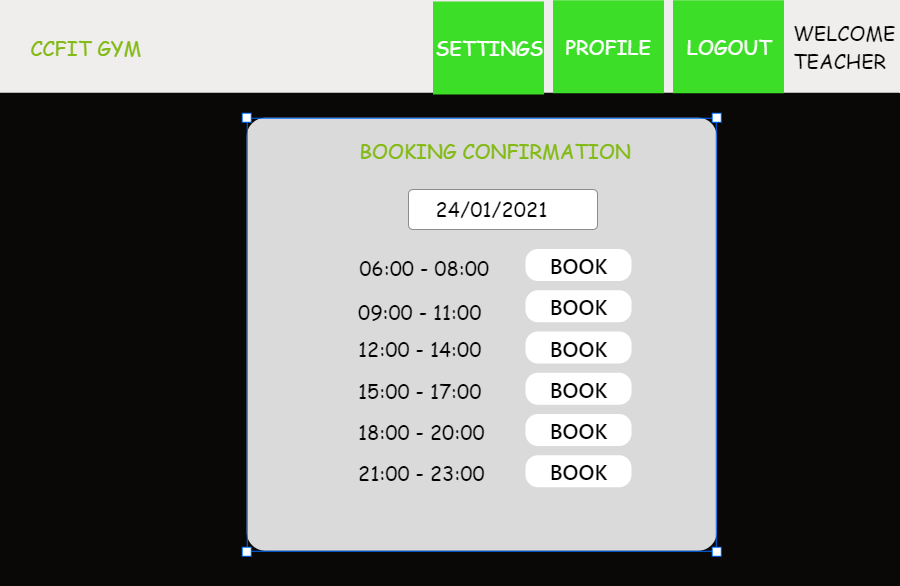 CCFIT GYM
SETTINGS
PROFILE
LOGOUT
WELCOME
TEACHER
BOOKING CONFIRMATION
24/01/2021
06:00 - 08:00 BOOK
09:00 - 11:00 BOOK
12:00 - 14:00 BOOK
15:00 - 17:00 BOOK
18:00 - 20:00 BOOK
21:00 - 23:00 BOOK